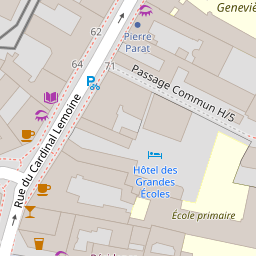 Geneviè
62
Pierre
Parat
64
71
Passage Commun H/5
Rue du Cardinal Lemoine
Hôtel des
Grandes
Écoles
École primaire